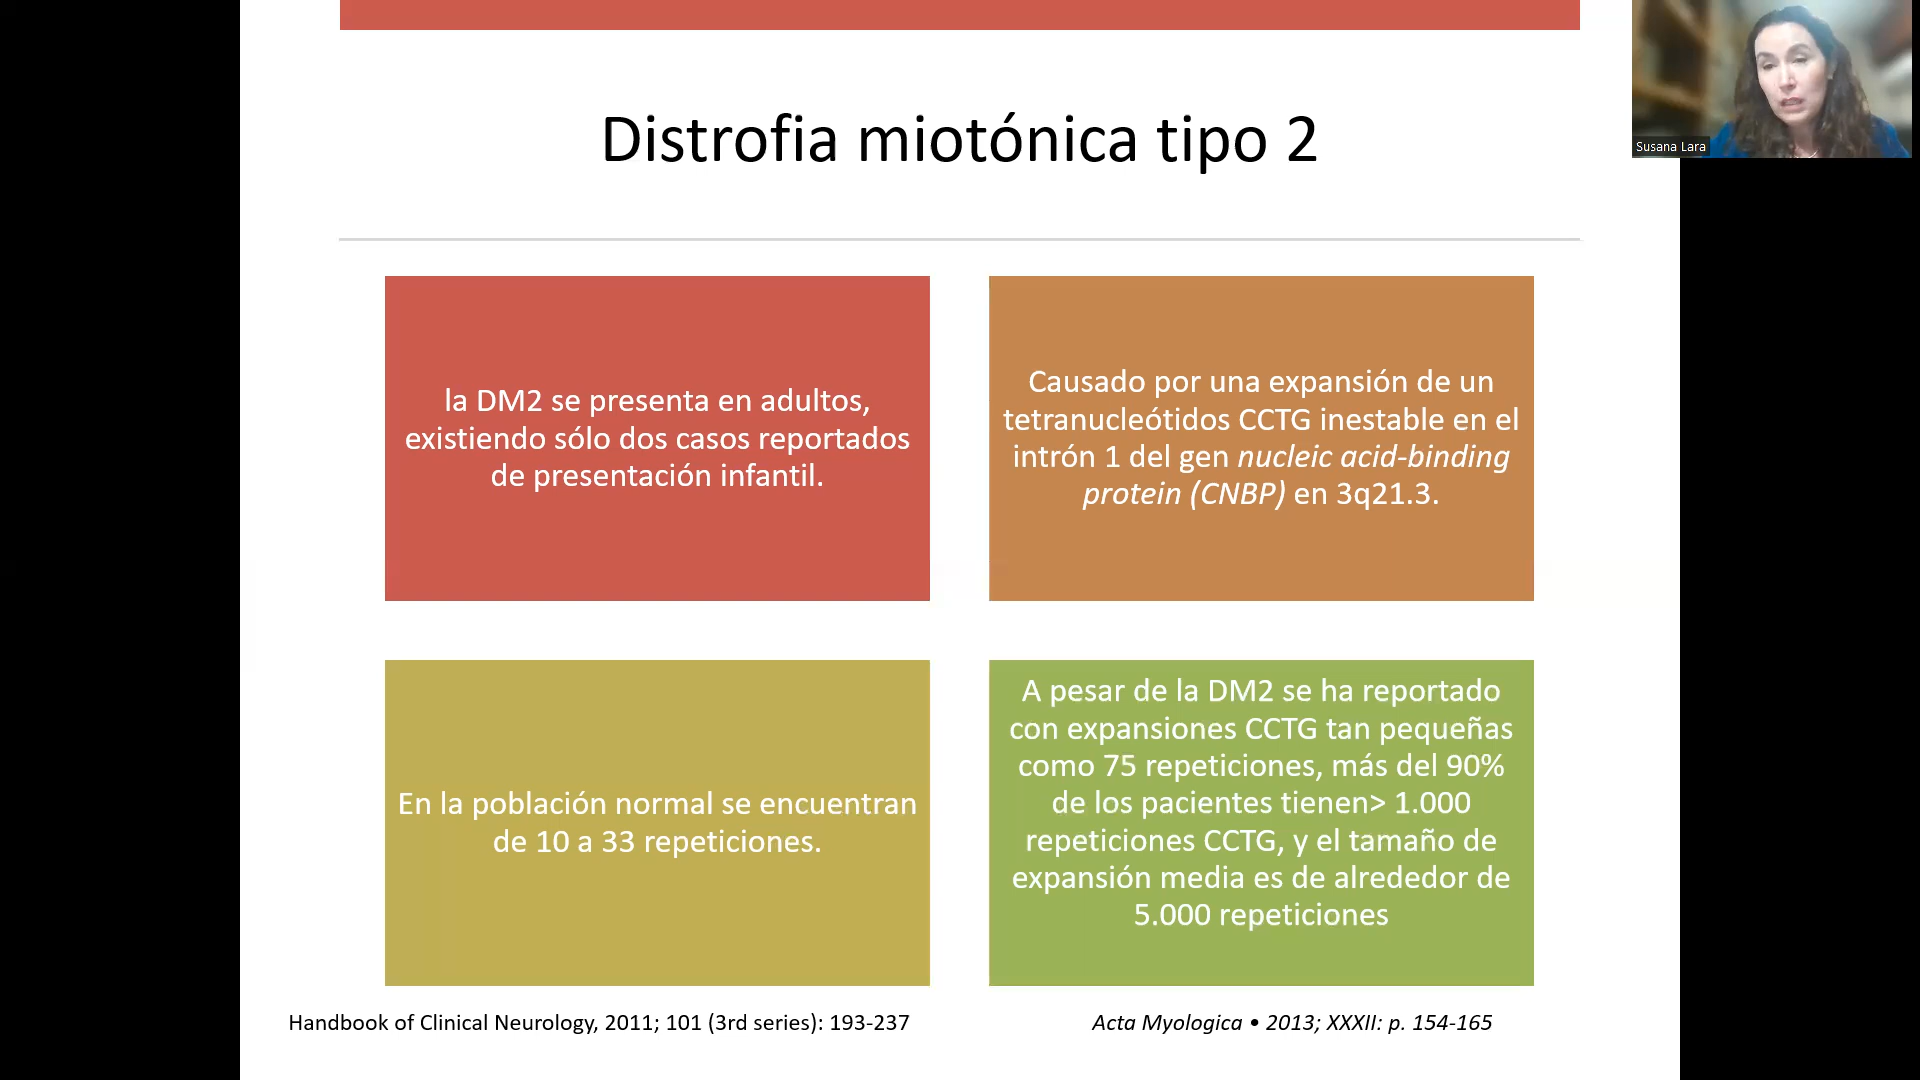 Distrofia miotónica tipo 2
Susana Lara
la DM2 se presenta en adultos,
existiendo sólo dos casos reportados
de presentación infantil.
Causado por una expansión de un
tetranucleótidos CCTG inestable en el
intrón 1 del gen nucleic acid-binding
protein (CNBP) en 3q21.3.
En la población normal se encuentran
de 10 a 33 repeticiones.
A pesar de la DM2 se ha reportado
con expansiones CCTG tan pequeñas
como 75 repeticiones, más del 90%
de los pacientes tienen> 1.000
repeticiones CCTG, y el tamaño de
expansión media es de alrededor de
5.000 repeticiones
Handbook of Clinical Neurology, 2011; 101 (3rd series): 193-237
Acta Myologica • 2013; XXXII: p. 154-165